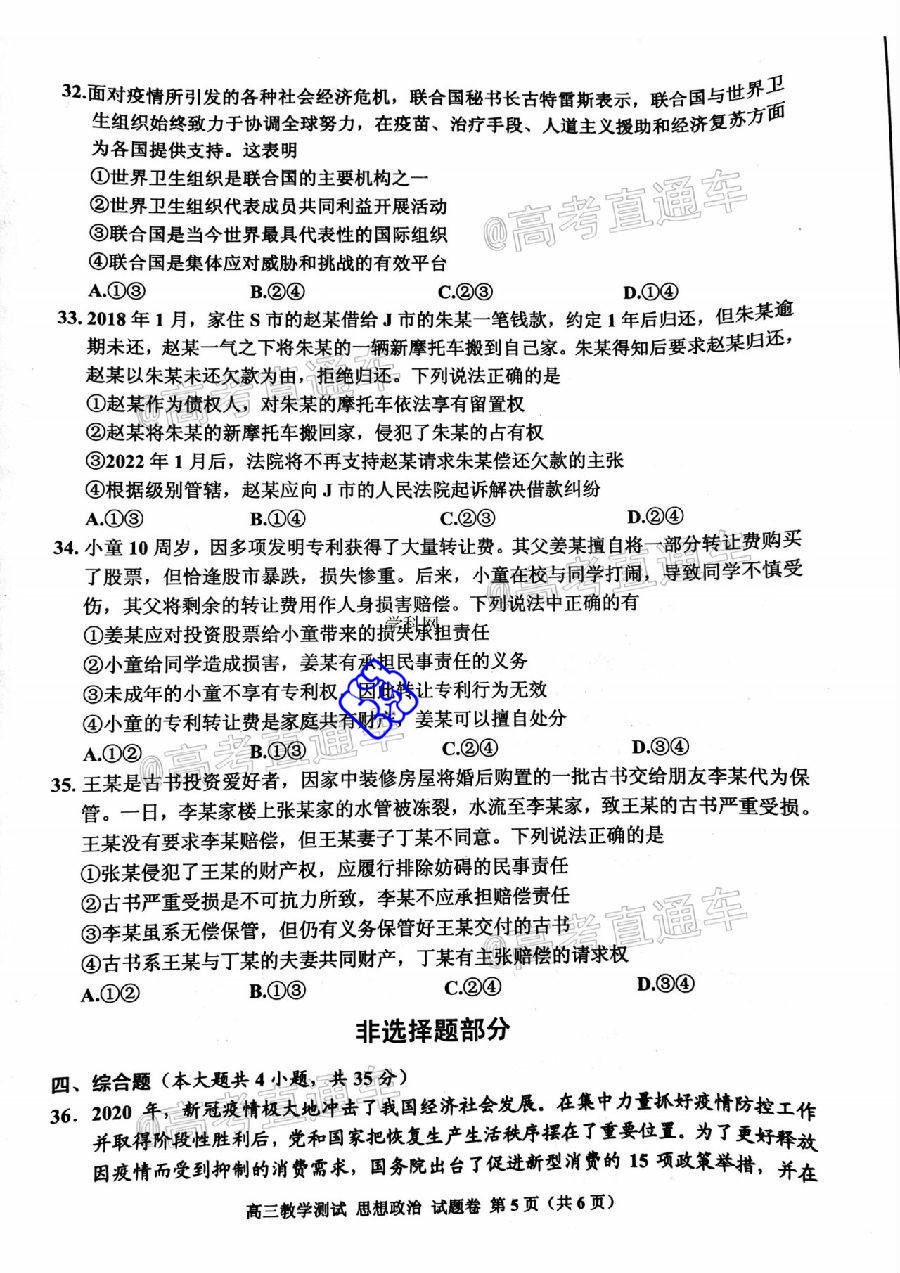 32.面对疫情所引发的各种社会经济危机，联合国秘书长古特雷斯表示，联合国与世界卫
生组织始终致力于协调全球努力，在疫苗、治疗手段、人道主义援助和经济复苏方面
为各国提供支持。这表明
①世界卫生组织是联合国的主要机构之一
②世界卫生组织代表成员共同利益开展活动
@高考直通车
③联合国是当今世界最具代表性的国际组织
④联合国是集体应对威胁和挑战的有效平台
A.①③ B.②④ C.②③ D.①④
33. 2018 年 1 月，家住 S 市的赵某借给 J 市的朱某一笔钱款，约定 1 年后归还，但朱某逾
期未还，赵某一气之下将朱某的一辆新摩托车搬到自己家。朱某得知后要求赵某归还，
赵某以朱某未还欠款为由，拒绝归还。下列说法正确的是
@高考直通车
①赵某作为债权人，对朱某的摩托车依法享有留置权
②赵某将朱某的新摩托车搬回家，侵犯了朱某的占有权
③2022 年 1 月后，法院将不再支持赵某请求朱某偿还欠款的主张
④根据级别管辖，赵某应向 J 市的人民法院起诉解决借款纠纷
A.①③ B.①④ C.②③ D.②④
34. 小童 10 周岁，因多项发明专利获得了大量转让费。其父姜某擅自将一部分转让费购买
@高考直通车
了股票，但恰逢股市暴跌，损失惨重。后来，小童在校与同学打闹，导致同学不慎受
伤，其父将剩余的转让费用作人身损害赔偿。下列说法中正确的有
学科网
①姜某应对投资股票给小童带来的损失承担责任
②小童给同学造成损害，姜某有承担民事责任的义务
③未成年的小童不享有专利权，因此转让专利行为无效
④小童的专利转让费是家庭共有财产，姜某可以擅自处分
@高考直通车
A.①② B.①③ C.②④ D.③④
35. 王某是古书投资爱好者，因家中装修房屋将婚后购置的一批古书交给朋友李某代为保
管。一日，李某家楼上张某家的水管被冻裂，水流至李某家，致王某的古书严重受损。
王某没有要求李某赔偿，但王某妻子丁某不同意。下列说法正确的是
①张某侵犯了王某的财产权，应履行排除妨碍的民事责任
②古书严重受损是不可抗力所致，李某不应承担赔偿责任
③李某虽系无偿保管，但仍有义务保管好王某交付的古书
@高考直通车
④古书系王某与丁某的夫妻共同财产，丁某有主张赔偿的请求权
A.①② B.①③ C.②④ D.③④
非选择题部分
四、综合题（本大题共 4 小题，共 35 分）
@高考直通车
36. 2020 年，新冠疫情极大地冲击了我国经济社会发展。在集中力量抓好疫情防控工作
并取得阶段性胜利后，党和国家把恢复生产生活秩序摆在了重要位置。为了更好释放
因疫情而受到抑制的消费需求，国务院出台了促进新型消费的 15 项政策举措，并在
高三教学测试 思想政治 试题卷 第 5 页（共 6 页）